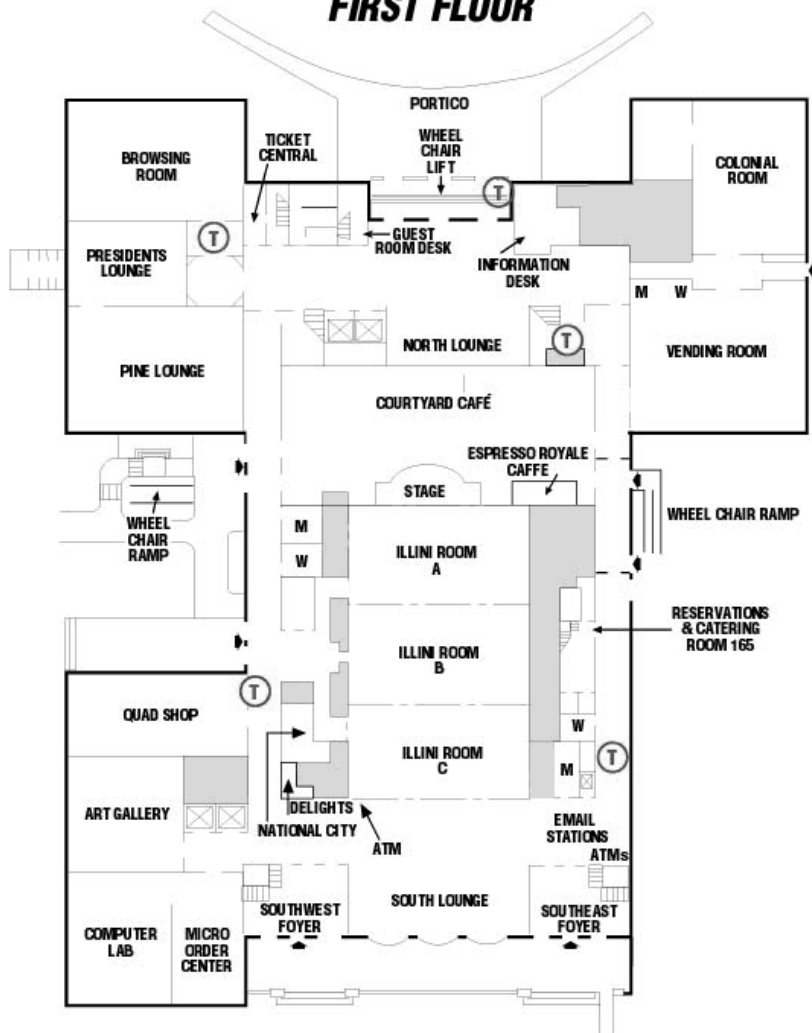 FIRST FLOOR
PORTICO
WHEEL
CHAIR
LIFT
TICKET
CENTRAL
BROWSING
ROOM
COLONIAL
ROOM
T
T
GUEST
ROOM DESK
PRESIDENTS
LOUNGE
INFORMATION
DESK
M
W
NORTH LOUNGE
T
VENDING ROOM
PINE LOUNGE
COURTYARD CAFÉ
ESPRESSO ROYALE
CAFFE
STAGE
WHEEL
CHAIR
RAMP
WHEEL CHAIR RAMP
M
W
ILLINI ROOM
A
RESERVATIONS
& CATERING
ROOM 165
ILLINI ROOM
B
T
QUAD SHOP
W
ILLINI ROOM
C
T
M
ART GALLERY
DELIGHTS
NATIONAL CITY
ATM
EMAIL
STATIONS
ATMs
SOUTH LOUNGE
SOUTHWEST
FOYER
SOUTHEAST
FOYER
COMPUTER
LAB
MICRO
ORDER
CENTER